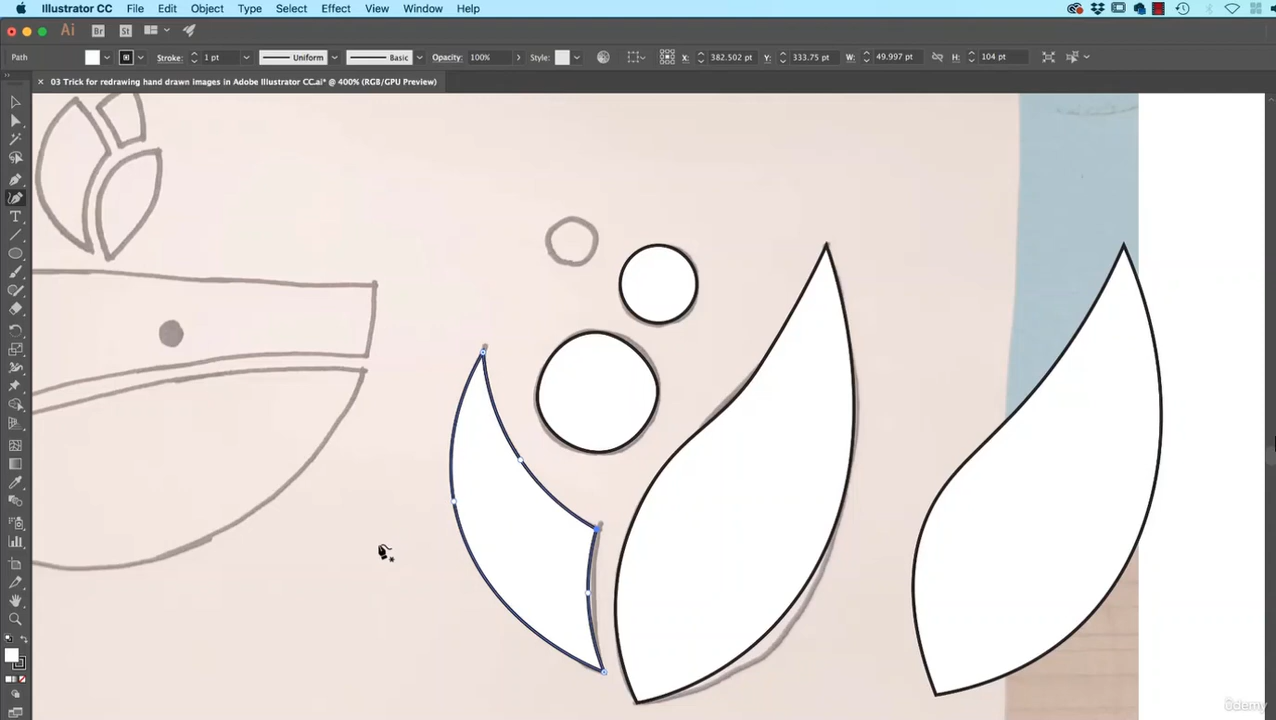 Illustrator CC File Edit Object Type Select Effect View Window Help
Ai Br St
Path Stroke: 1 pt Uniform Basic Opacity: 100% Style: X: 382.502 pt Y: 333.75 pt W: 49.997 pt H: 104 pt
× 03 Trick for redrawing hand drawn images in Adobe Illustrator CC.ai* @ 400% (RGB/GPU Preview)
T
ûdemy